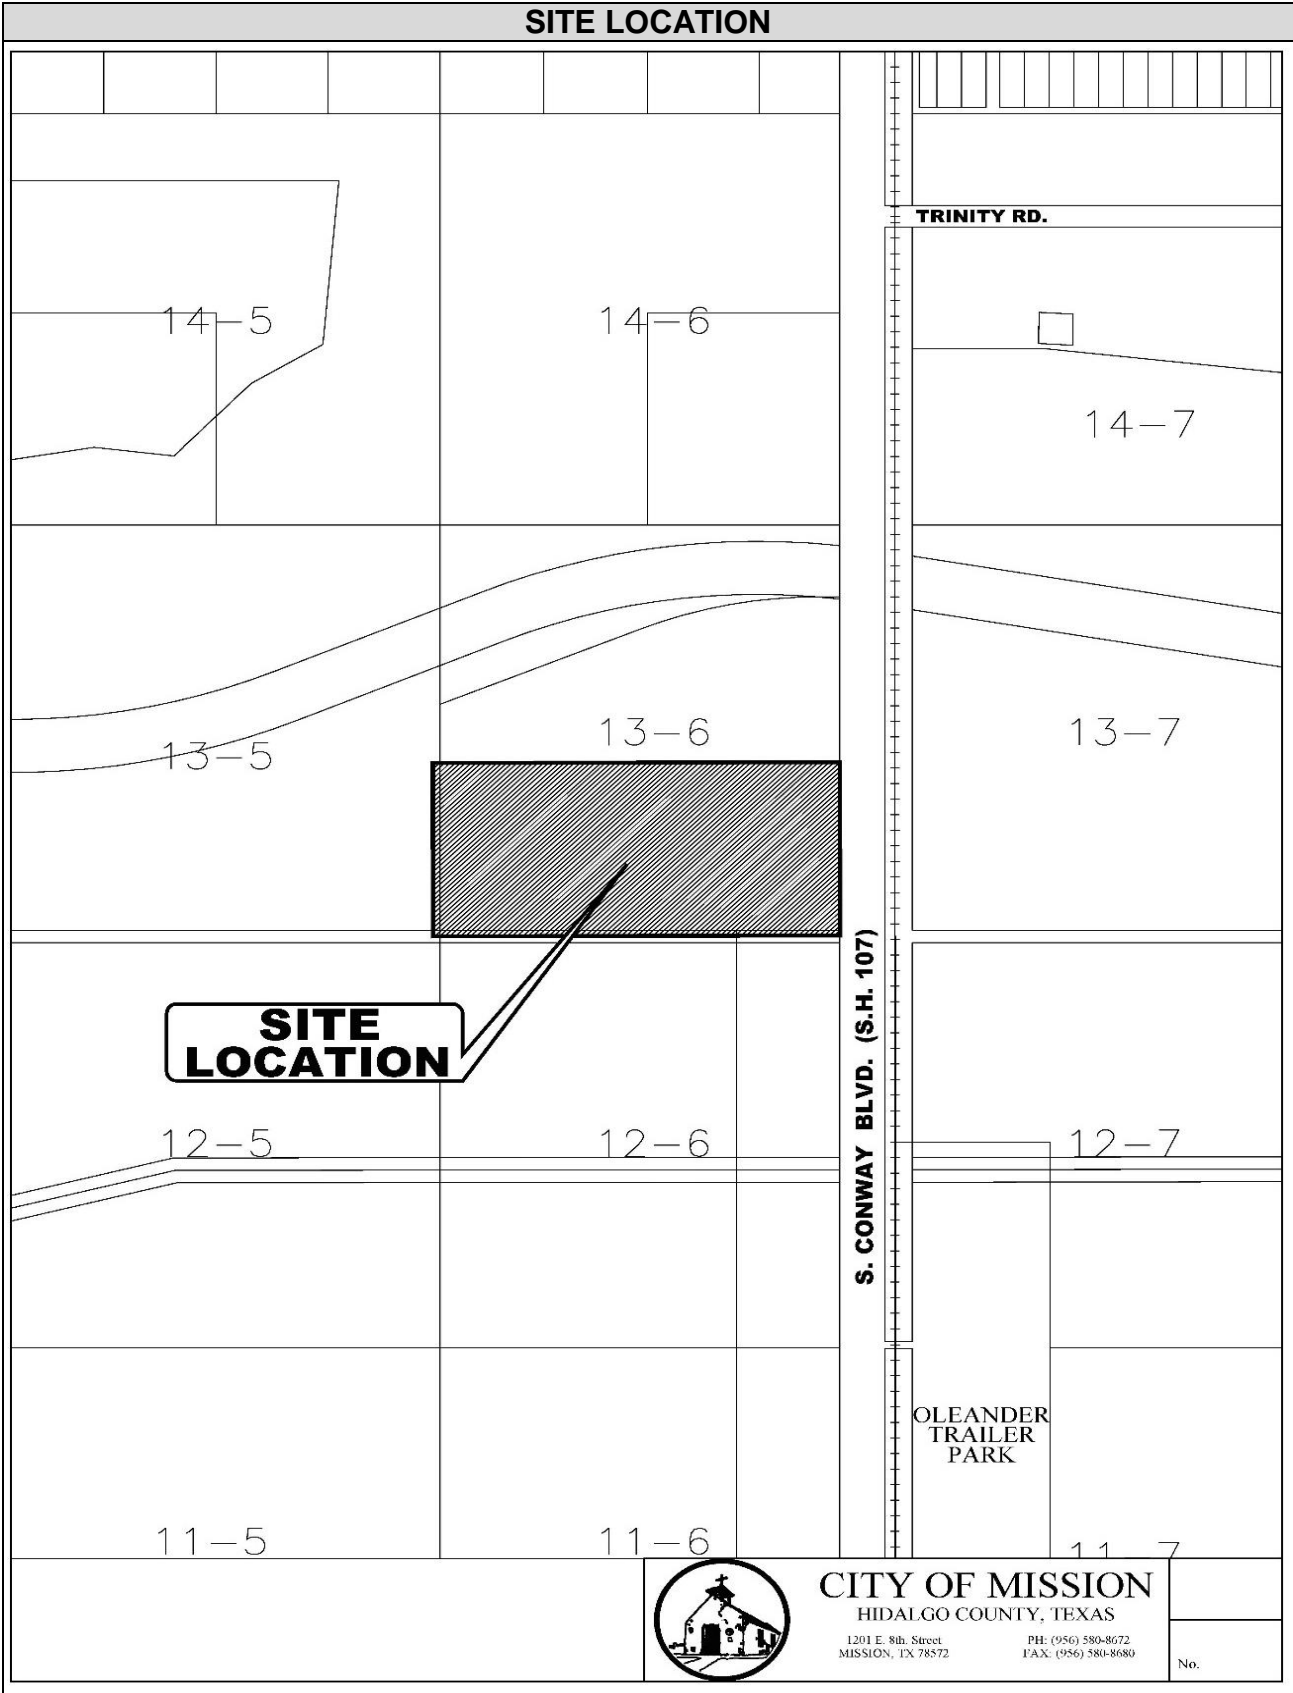 SITE LOCATION
TRINITY RD.
14-5
14-6
14-7
13-6
13-7
13-5
S. CONWAY BLVD. (S.H. 107)
SITE
LOCATION
12-5
12-6
12-7
OLEANDER
TRAILER
PARK
11-5
11-6
11-7
CITY OF MISSION
HIDALGO COUNTY, TEXAS
1201 E. 8th. Street
MISSION, TX 78572
PH: (956) 580-8672
FAX: (956) 580-8680
No.